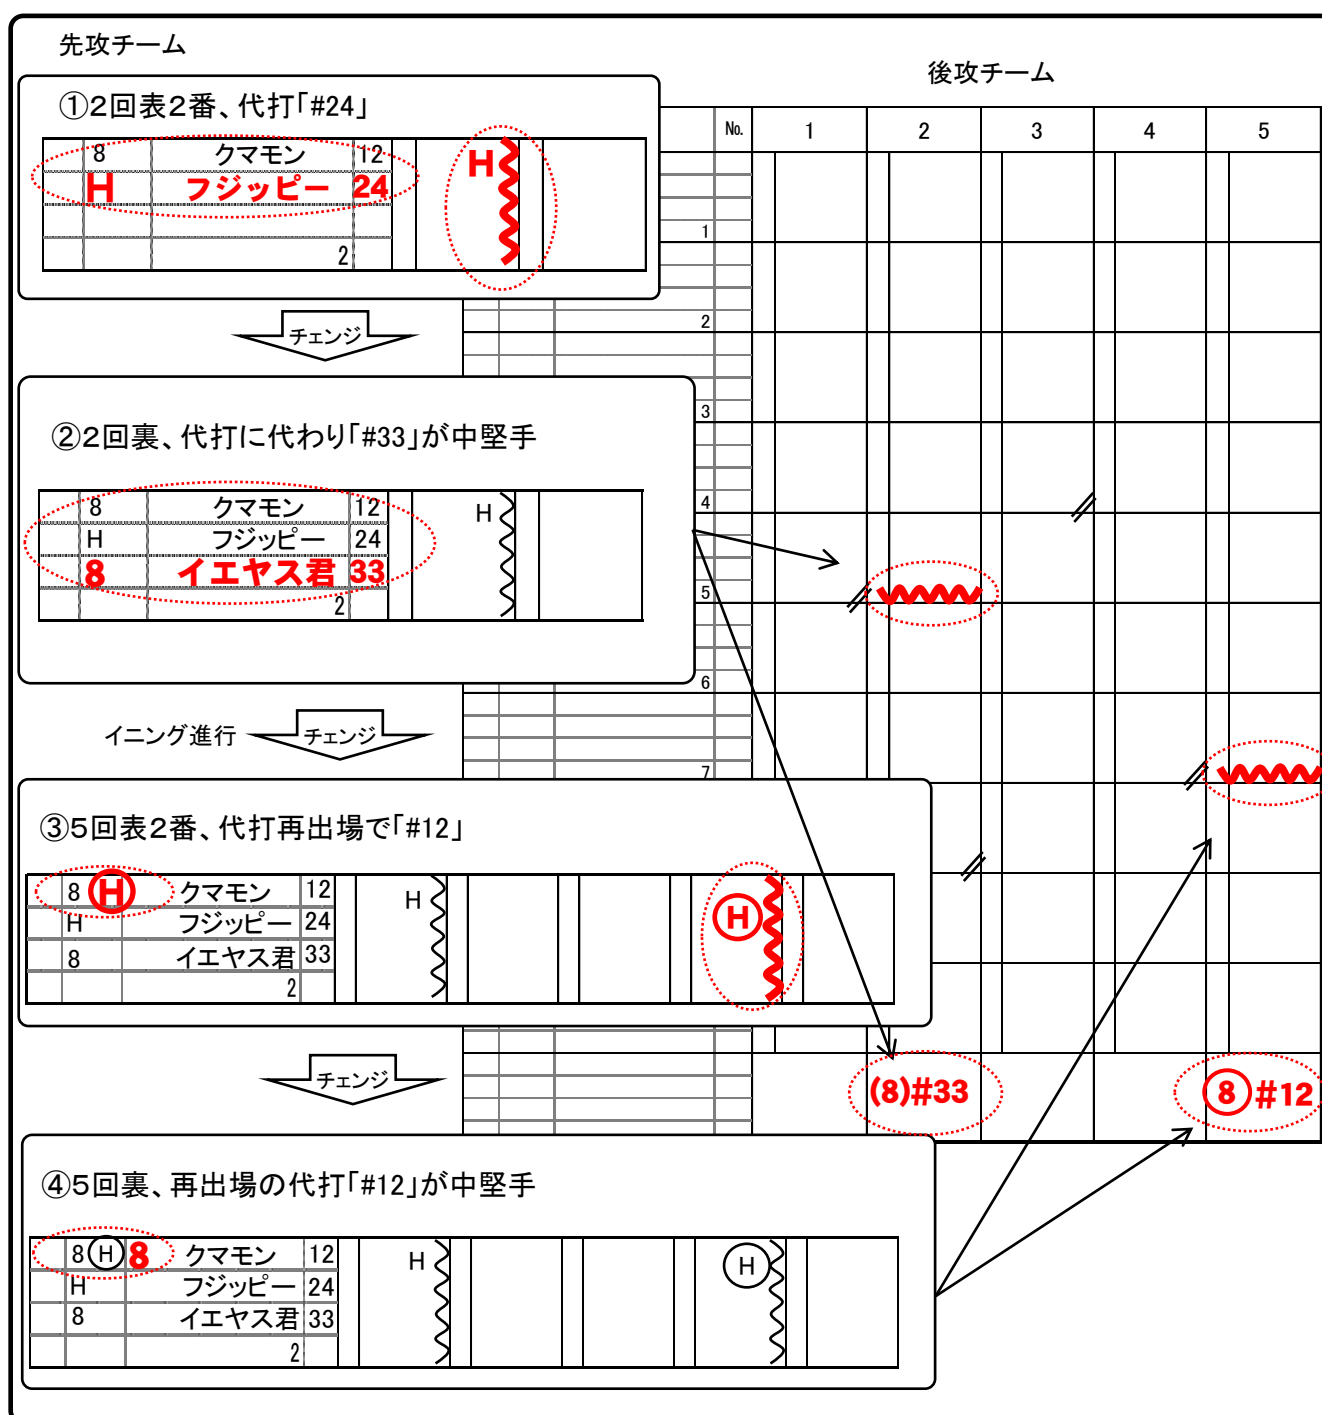 先攻チーム
後攻チーム
①2回表2番、代打「#24」
8 クマモン 12 H
H フジッピー 24
2
チェンジ
②2回裏、代打に代わり「#33」が中堅手
8 クマモン 12 H
H フジッピー 24
8 イエヤス君 33
2
イニング進行 チェンジ
③5回表2番、代打再出場で「#12」
8 Ⓗ クマモン 12 H Ⓗ
H フジッピー 24
8 イエヤス君 33
2
チェンジ
④5回裏、再出場の代打「#12」が中堅手
8 Ⓗ 8 クマモン 12 H Ⓗ
H フジッピー 24
8 イエヤス君 33
2
№ 1 2 3 4 5
1
2
3
4
5
6
7
(8)#33 ⑧#12